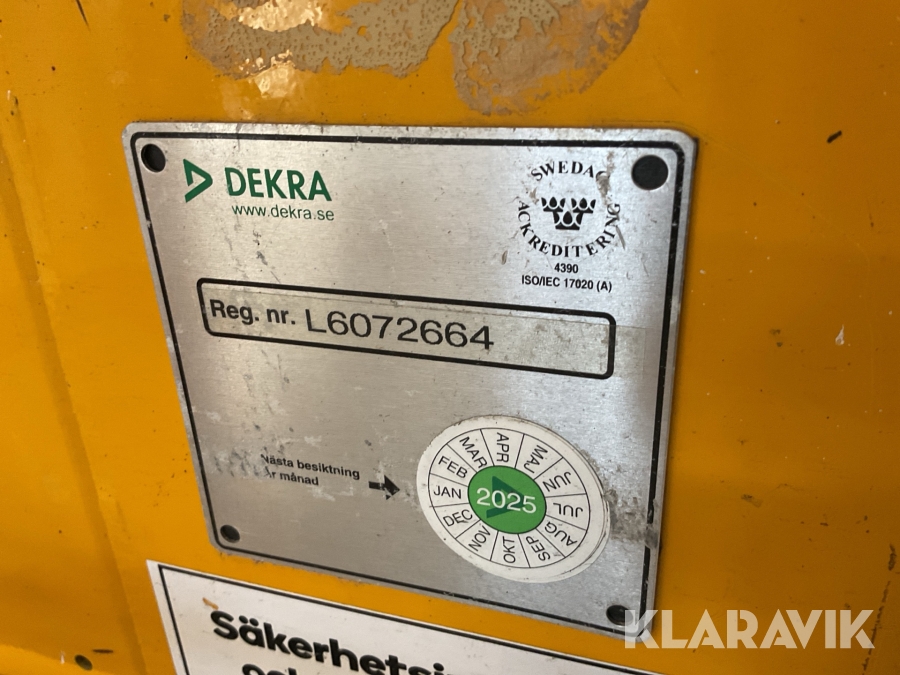 DEKRA
www.dekra.se
SWEDAC
ACKREDITERING
4390
ISO/IEC 17020 (A)
Reg. nr. L6072664
Nästa besiktning
månad
JAN
FEB
MAR
APR
MAJ
JUN
JUL
AUG
SEP
OKT
NOV
DEC
2025
KLARAVIK